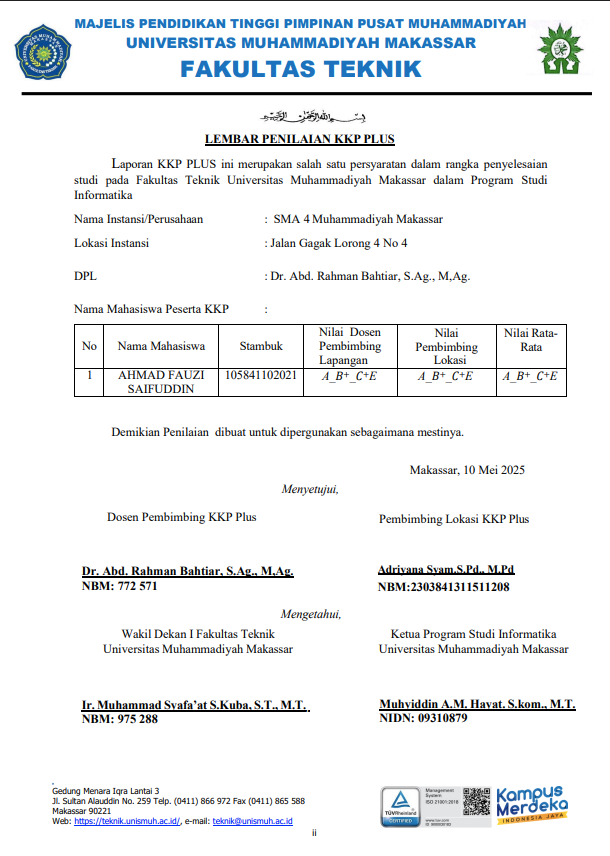 MAJELIS PENDIDIKAN TINGGI PIMPINAN PUSAT MUHAMMADIYAH
UNIVERSITAS MUHAMMADIYAH MAKASSAR
FAKULTAS TEKNIK
LEMBAR PENILAIAN KKP PLUS
Laporan KKP PLUS ini merupakan salah satu persyaratan dalam rangka penyelesaian
studi pada Fakultas Teknik Universitas Muhammadiyah Makassar dalam Program Studi
Informatika
Nama Instansi/Perusahaan : SMA 4 Muhammadiyah Makassar
Lokasi Instansi : Jalan Gagak Lorong 4 No 4
DPL : Dr. Abd. Rahman Bahtiar, S.Ag., M,Ag.
Nama Mahasiswa Peserta KKP :
No Nama Mahasiswa Stambuk Nilai Dosen Pembimbing Lapangan Nilai Pembimbing Lokasi Nilai Rata-Rata
1 AHMAD FAUZI SAIFUDDIN 105841102021 A_B+_C+E A_B+_C+E A_B+_C+E
Demikian Penilaian dibuat untuk dipergunakan sebagaimana mestinya.
Makassar, 10 Mei 2025
Menyetujui,
Dosen Pembimbing KKP Plus
Pembimbing Lokasi KKP Plus
Dr. Abd. Rahman Bahtiar, S.Ag., M,Ag.
NBM: 772 571
Adriyana Syam,S.Pd., M.Pd
NBM:2303841311511208
Mengetahui,
Wakil Dekan I Fakultas Teknik
Universitas Muhammadiyah Makassar
Ketua Program Studi Informatika
Universitas Muhammadiyah Makassar
Ir. Muhammad Syafa’at S.Kuba, S.T., M.T.
NBM: 975 288
Muhyiddin A.M. Hayat. S.kom., M.T.
NIDN: 09310879
Gedung Menara Iqra Lantai 3
Jl. Sultan Alauddin No. 259 Telp. (0411) 866 972 Fax (0411) 865 588
Makassar 90221
Web: https://teknik.unismuh.ac.id/, e-mail: teknik@unismuh.ac.id
TÜVRheinland
CERTIFIED
Management
System
ISO 21001:2018
Kampus
Merdeka
INDONESIA JAYA
ii